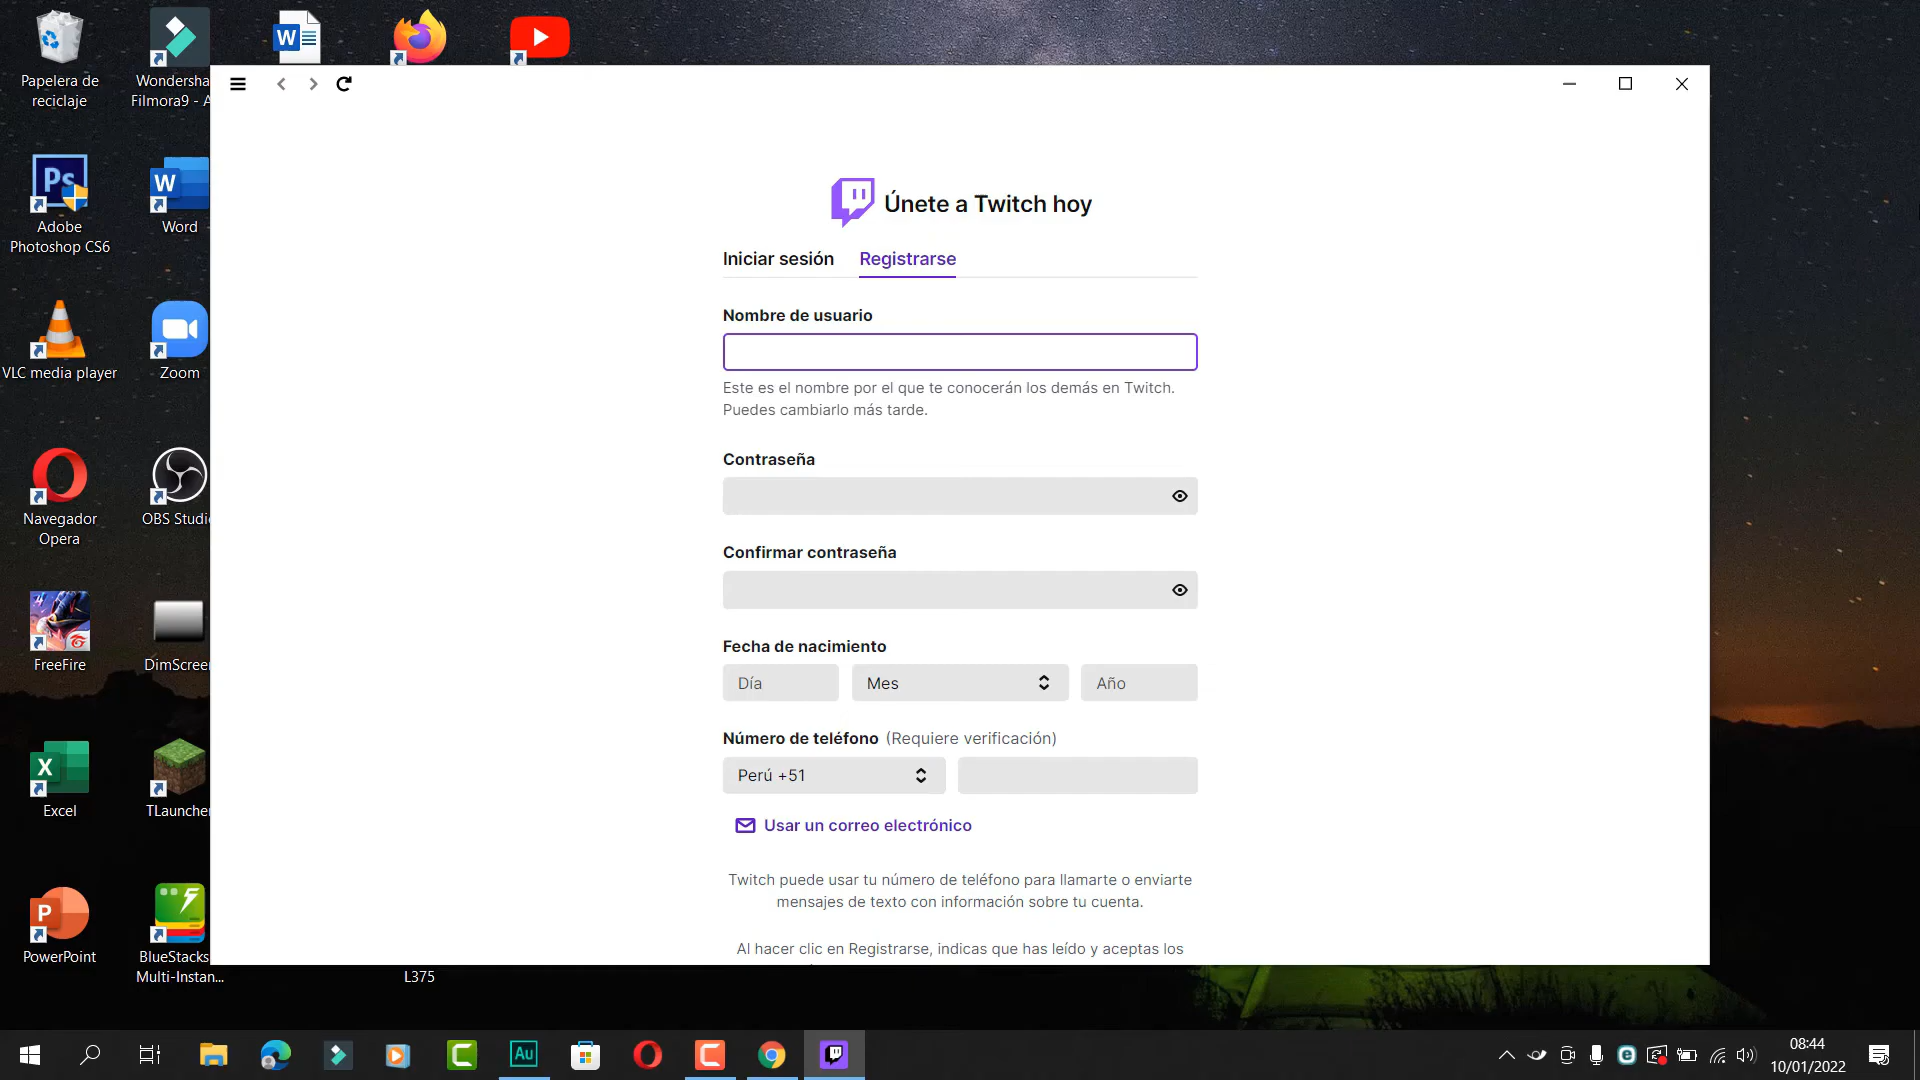 Papelera de
reciclaje
Wondersha
Filmora9 - A
Adobe
Photoshop CS6
Word
VLC media player
Zoom
Navegador
Opera
OBS Studi
FreeFire
DimScree
Excel
TLauncher
PowerPoint
BlueStacks
Multi-Instan...
L375
Únete a Twitch hoy
Iniciar sesión
Registrarse
Nombre de usuario
Este es el nombre por el que te conocerán los demás en Twitch.
Puedes cambiarlo más tarde.
Contraseña
Confirmar contraseña
Fecha de nacimiento
Día
Mes
Año
Número de teléfono (Requiere verificación)
Perú +51
Usar un correo electrónico
Twitch puede usar tu número de teléfono para llamarte o enviarte
mensajes de texto con información sobre tu cuenta.
Al hacer clic en Registrarse, indicas que has leído y aceptas los
08:44
10/01/2022